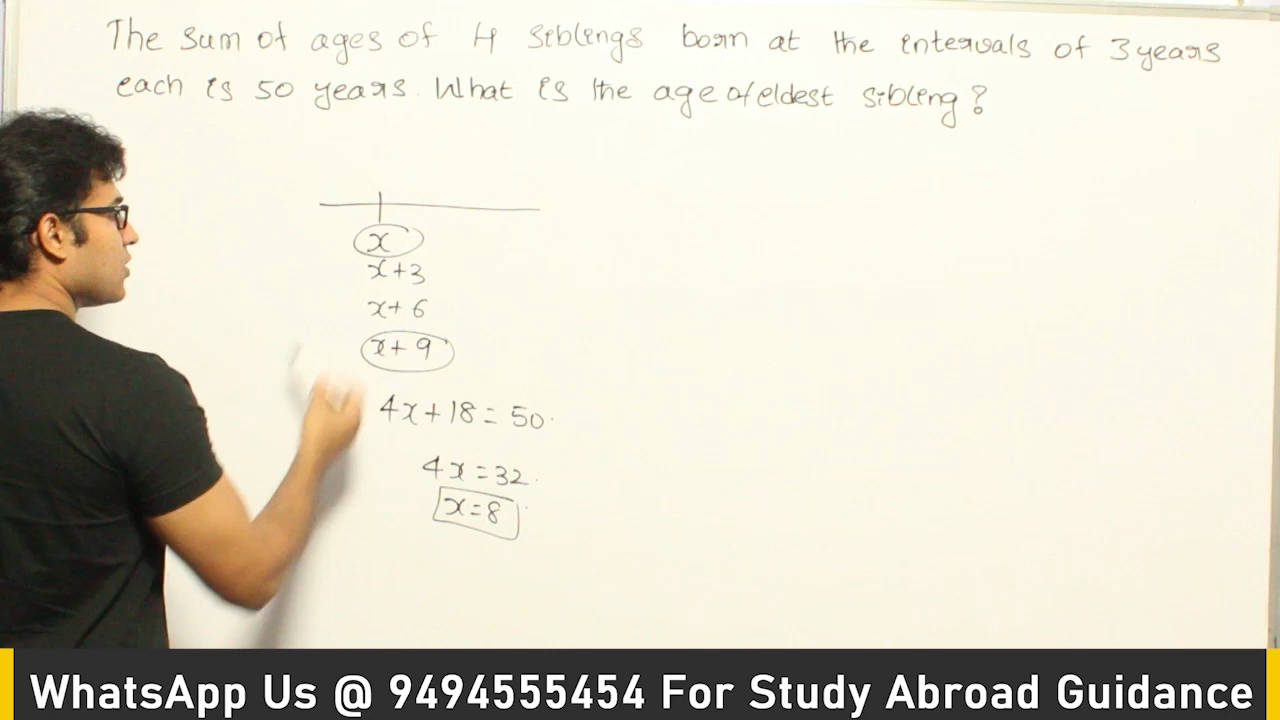 The sum of ages of 4 siblings born at the intervals of 3 years
each is 50 years. What is the age of eldest sibling?
x
x+3
x+6
x+9
4x+18=50.
4x=32.
x=8
WhatsApp Us @ 9494555454 For Study Abroad Guidance